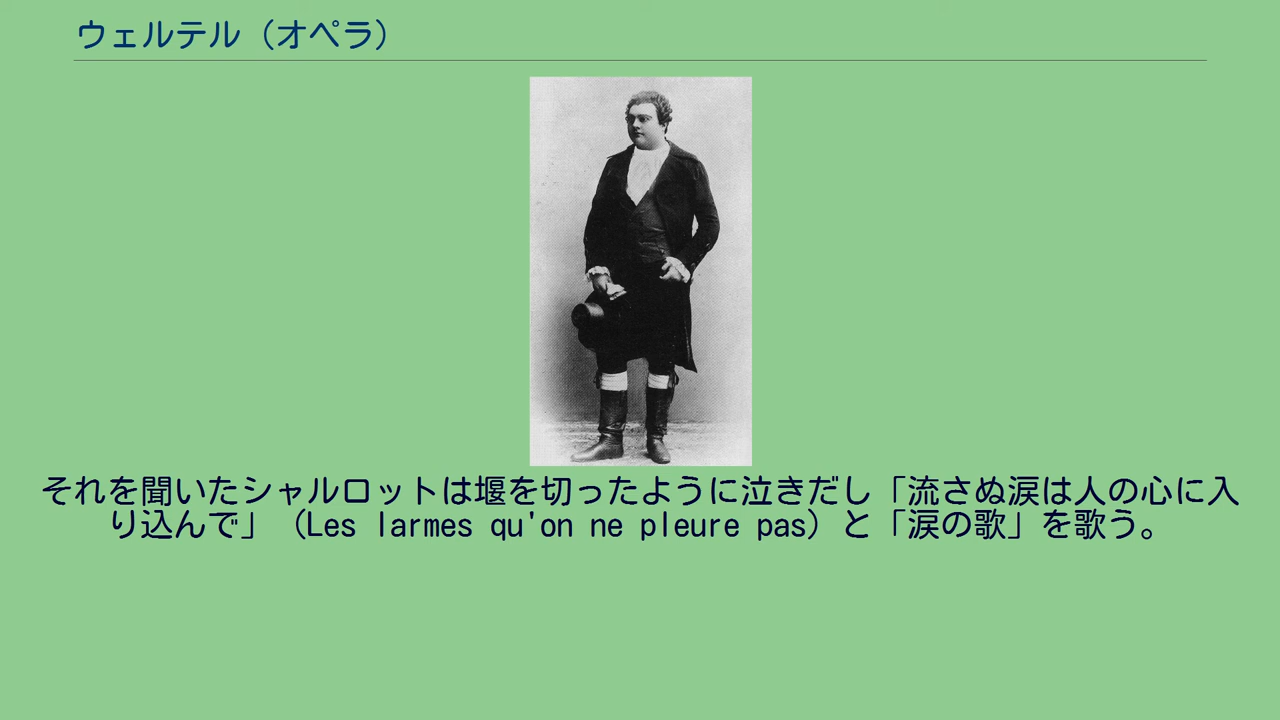 ウェルテル（オペラ）
それを聞いたシャルロットは堰を切ったように泣きだし「流さぬ涙は人の心に入
り込んで」（Les larmes qu'on ne pleure pas）と「涙の歌」を歌う。